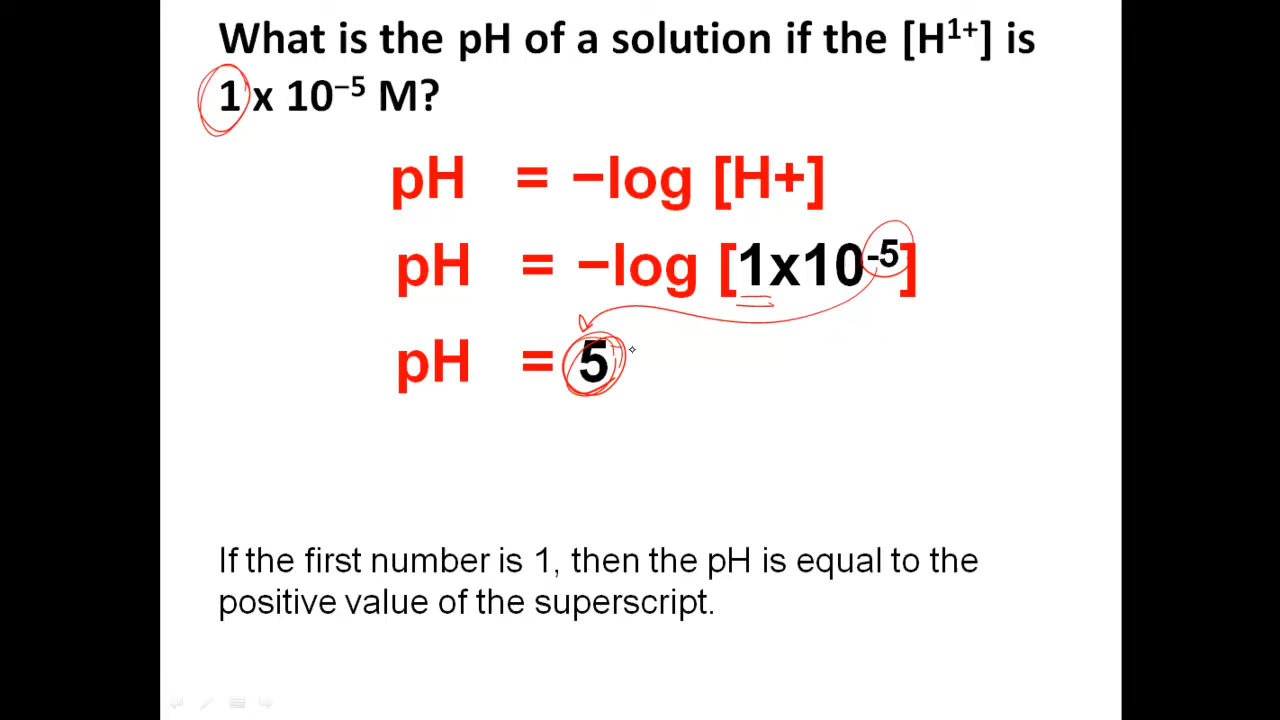 What is the pH of a solution if the [H¹⁺] is
1 x 10⁻⁵ M?
pH = −log [H+]
pH = −log [1x10⁻⁵]
pH = 5
If the first number is 1, then the pH is equal to the
positive value of the superscript.